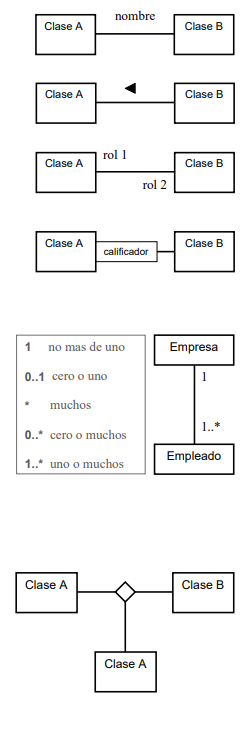 nombre
Clase A
Clase B
Clase A
Clase B
Clase A
rol 1
Clase B
rol 2
Clase A
calificador
Clase B
1 no mas de uno
0..1 cero o uno
* muchos
0..* cero o muchos
1..* uno o muchos
Empresa
1
1..*
Empleado
Clase A
Clase B
Clase A